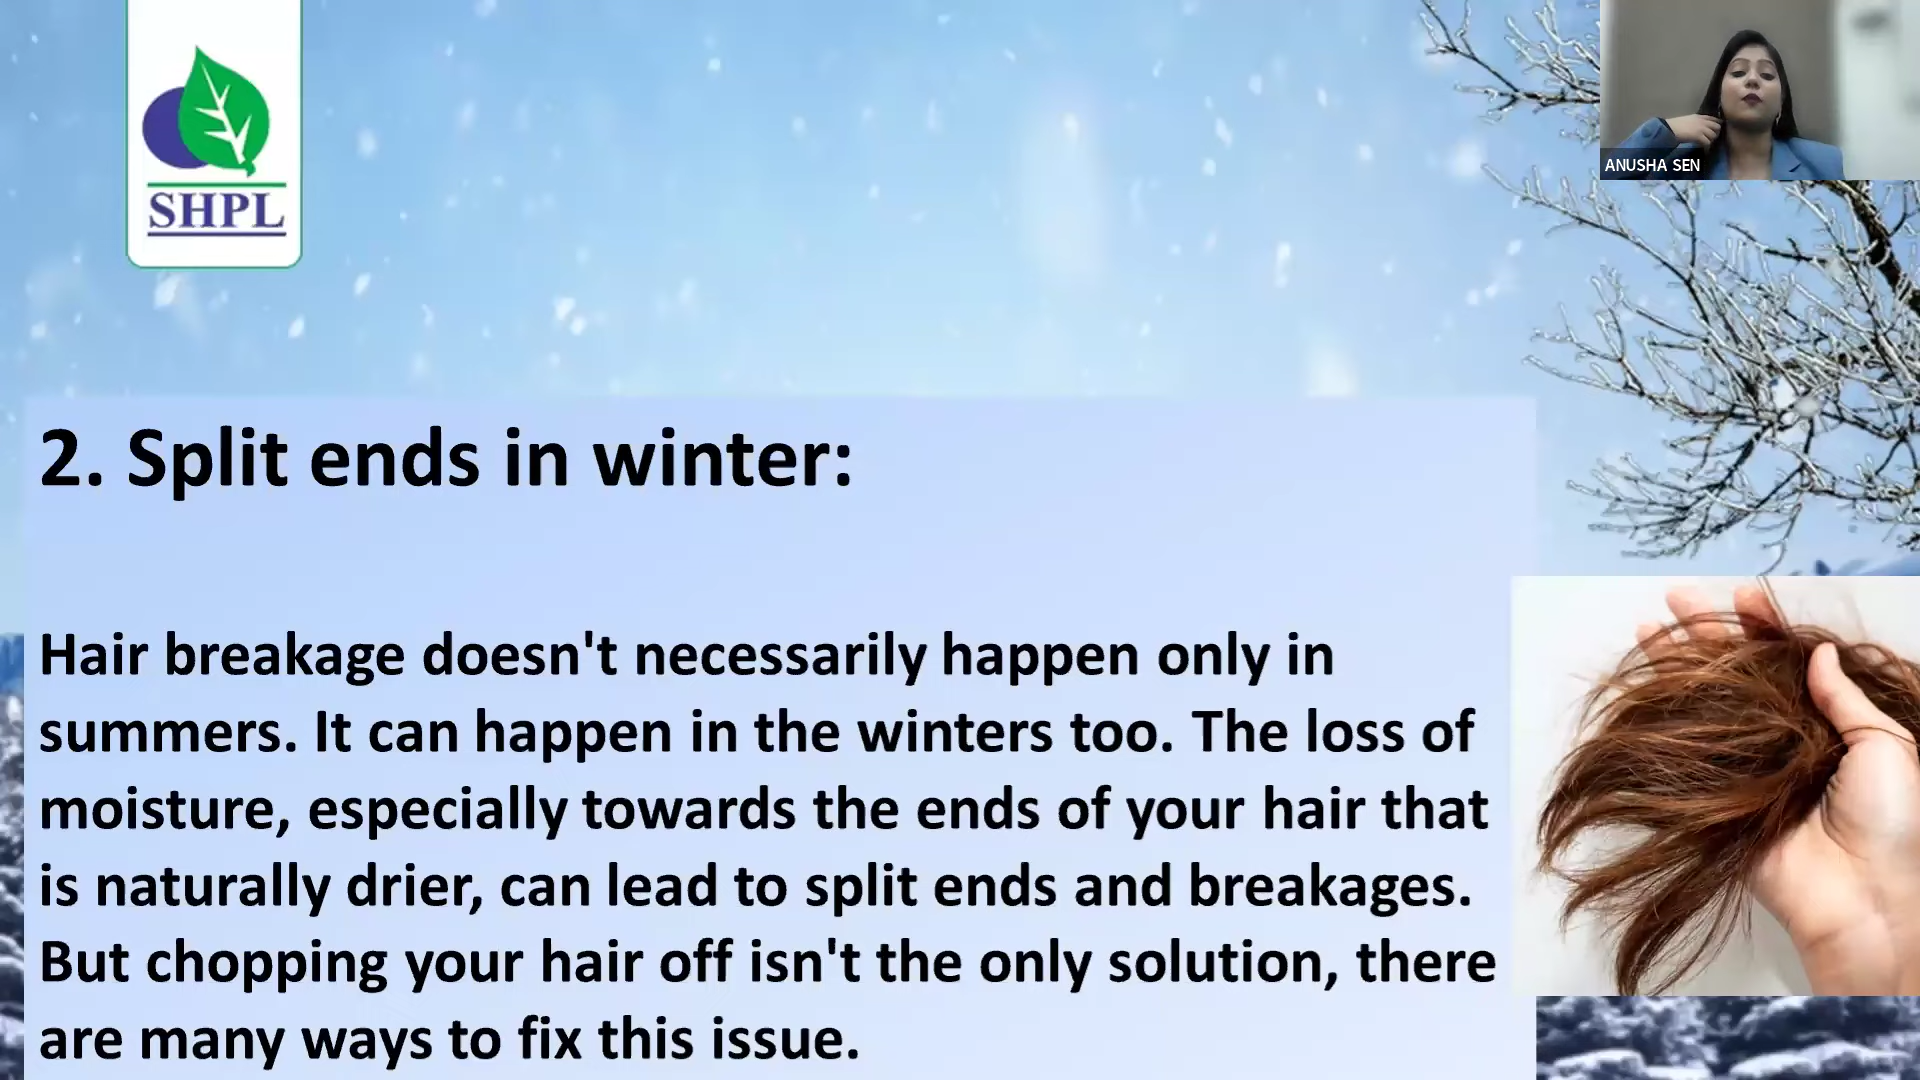 SHPL
ANUSHA SEN
2. Split ends in winter:
Hair breakage doesn't necessarily happen only in
summers. It can happen in the winters too. The loss of
moisture, especially towards the ends of your hair that
is naturally drier, can lead to split ends and breakages.
But chopping your hair off isn't the only solution, there
are many ways to fix this issue.